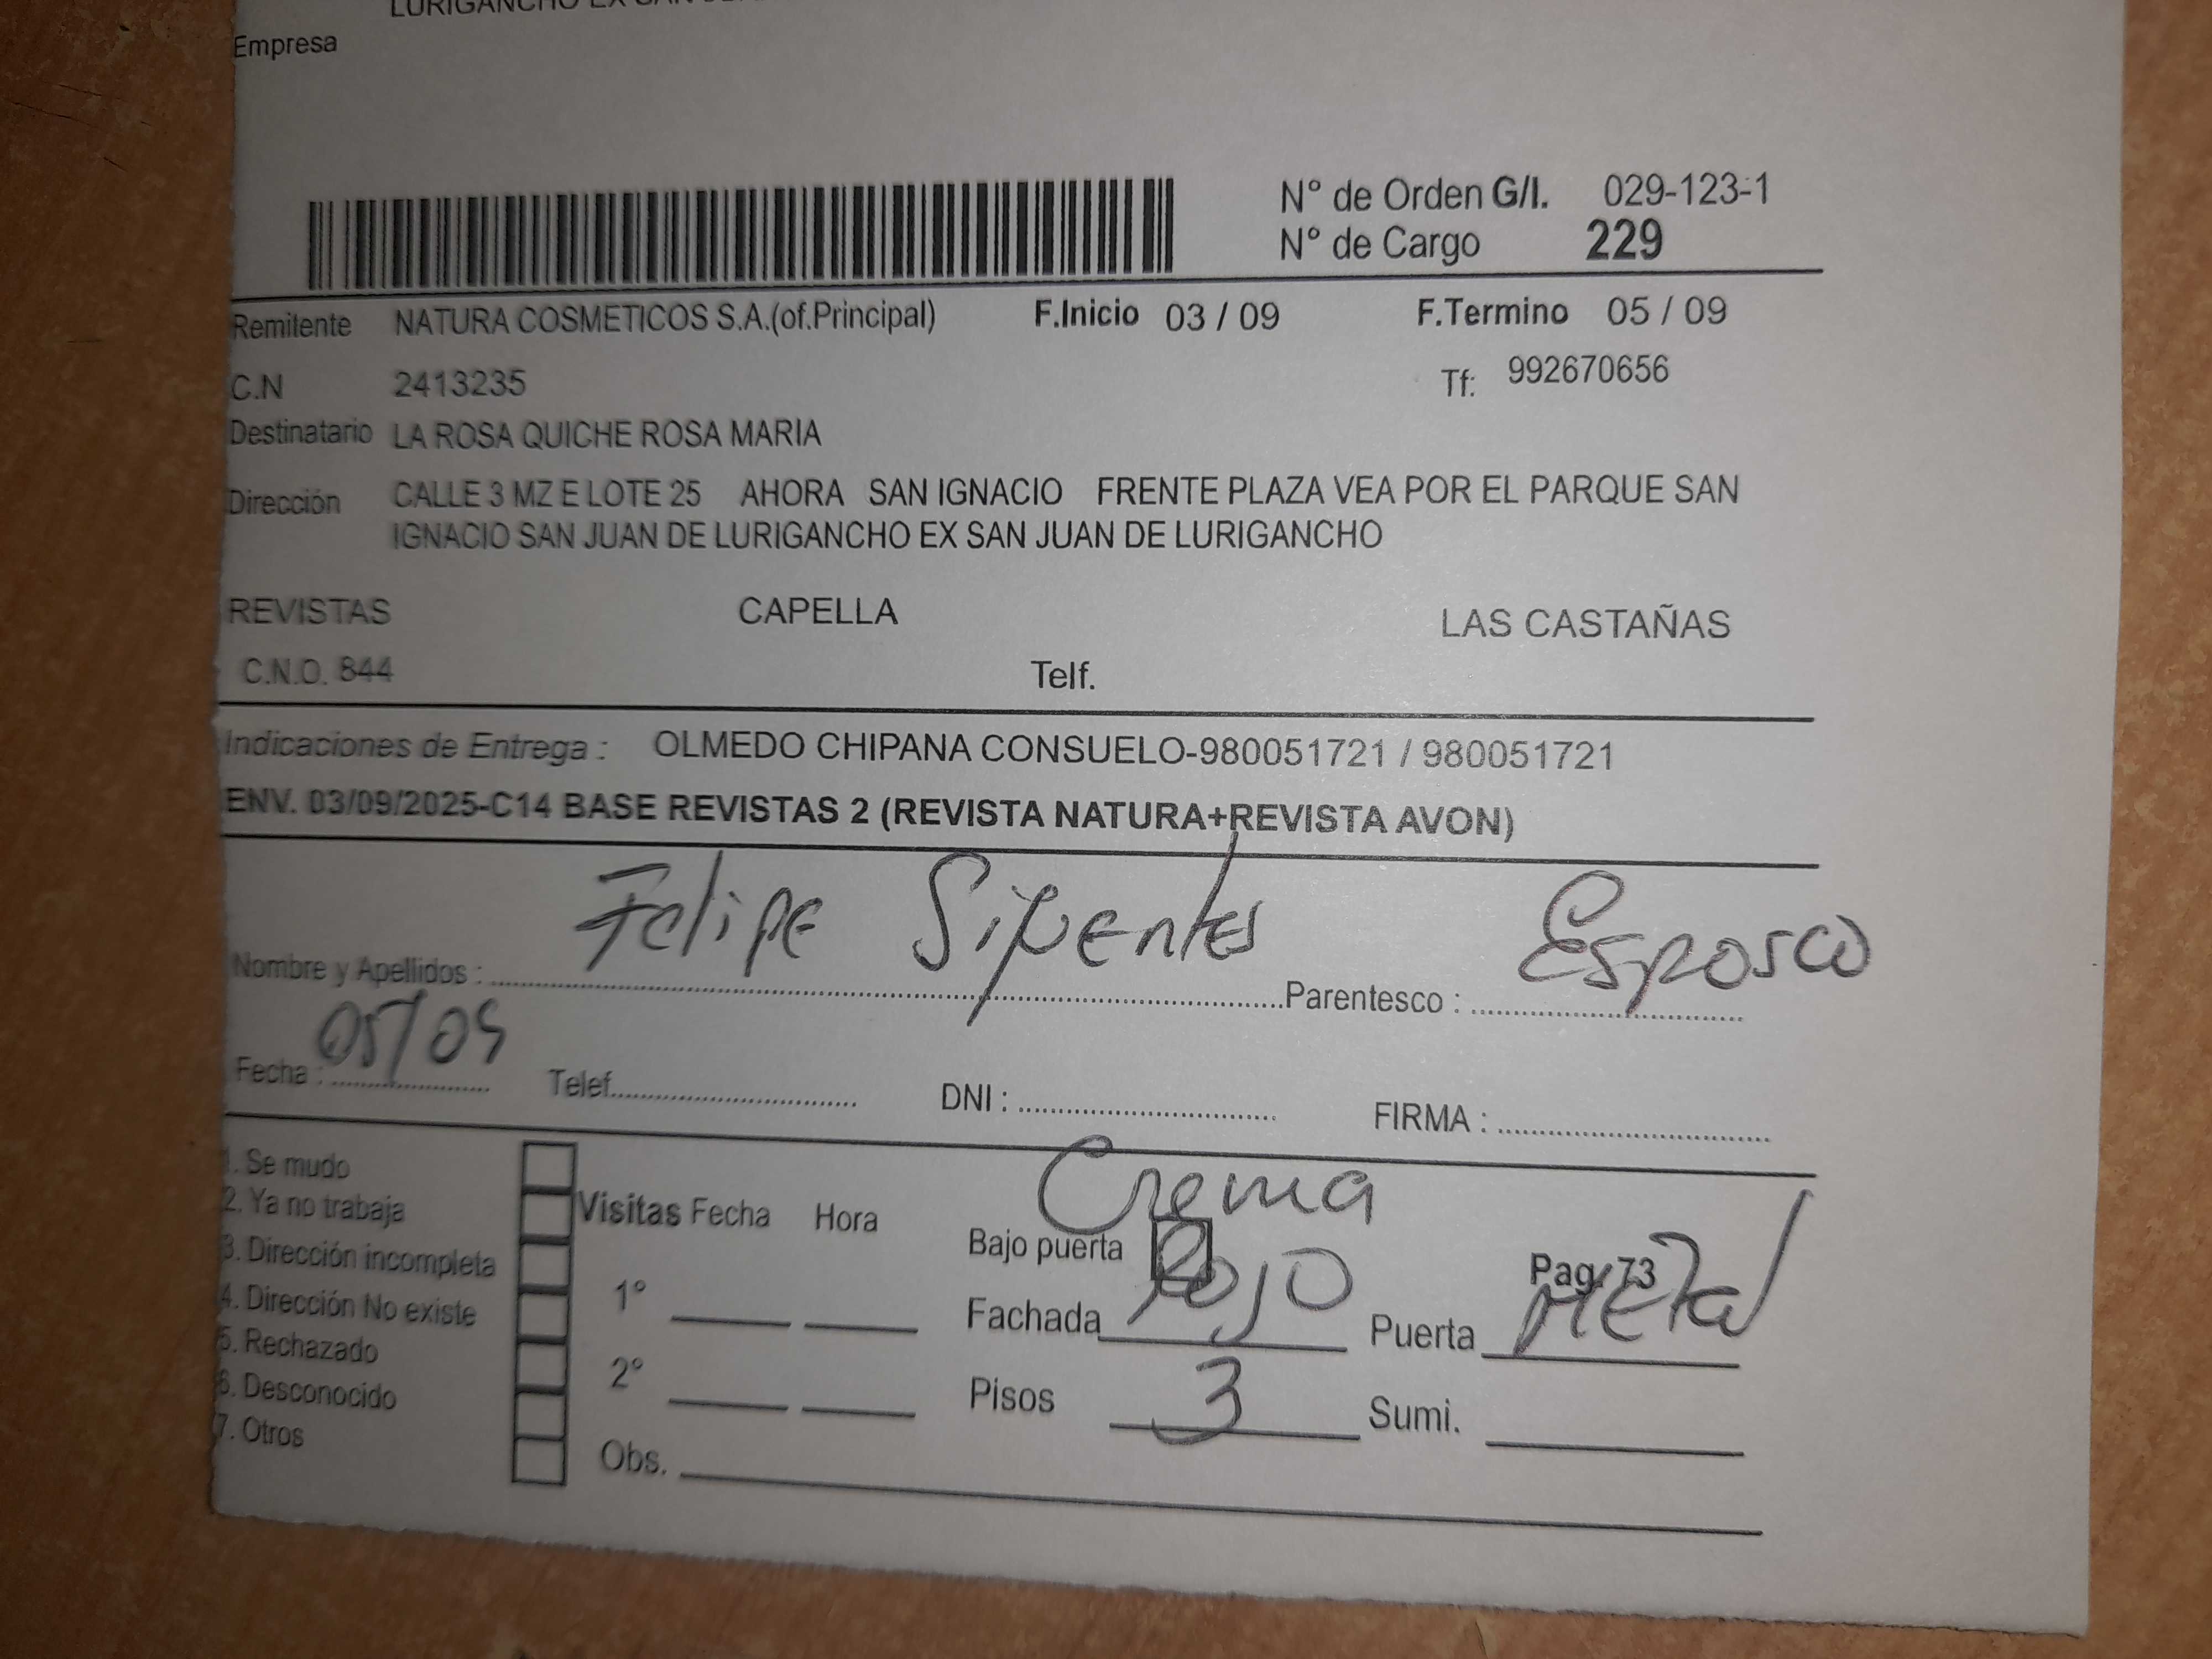 LURIGANCHO EX SAN
Empresa
N° de Orden G/I. 029-123-1
N° de Cargo 229
Remitente NATURA COSMETICOS S.A.(of.Principal) F.Inicio 03 / 09 F.Termino 05 / 09
C.N 2413235 Tf: 992670656
Destinatario LA ROSA QUICHE ROSA MARIA
Dirección CALLE 3 MZ E LOTE 25 AHORA SAN IGNACIO FRENTE PLAZA VEA POR EL PARQUE SAN
IGNACIO SAN JUAN DE LURIGANCHO EX SAN JUAN DE LURIGANCHO
REVISTAS CAPELLA LAS CASTAÑAS
C.N.O. 844 Telf.
Indicaciones de Entrega : OLMEDO CHIPANA CONSUELO-980051721 / 980051721
ENV. 03/09/2025-C14 BASE REVISTAS 2 (REVISTA NATURA+REVISTA AVON)
Nombre y Apellidos : Felipe Sipentes Parentesco : Esposco
Fecha : 05/09 Telef. DNI : FIRMA :
1. Se mudo
2. Ya no trabaja
3. Dirección incompleta
4. Dirección No existe
5. Rechazado
6. Desconocido
7. Otros
Visitas Fecha Hora
1°
2°
Obs.
Crema
Bajo puerta Pag. 73
Fachada Rojo Puerta Metal
Pisos 3 Sumi.